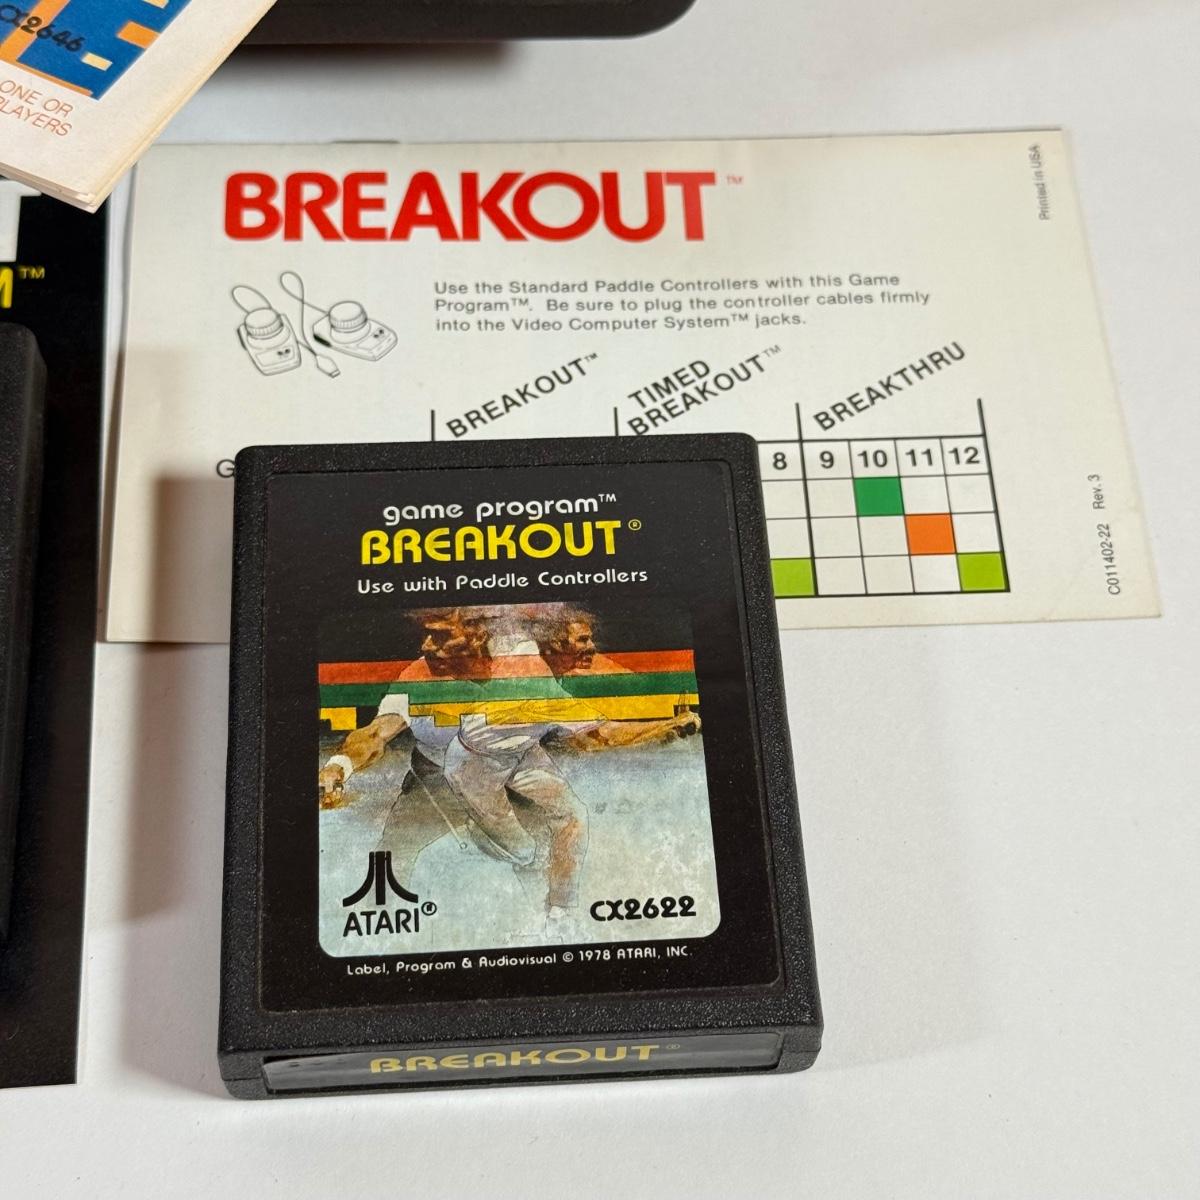 CX2646
ONE OR
PLAYERS
™
BREAKOUT™
Printed in USA
Use the Standard Paddle Controllers with this Game
Program™. Be sure to plug the controller cables firmly
into the Video Computer System™ jacks.
BREAKOUT™
TIMED
BREAKOUT™
BREAKTHRU
G
8 9 10 11 12
C011402-22 Rev. 3
game program™
BREAKOUT®
Use with Paddle Controllers
ATARI®
CX2622
Label, Program & Audiovisual © 1978 ATARI, INC.
BREAKOUT®